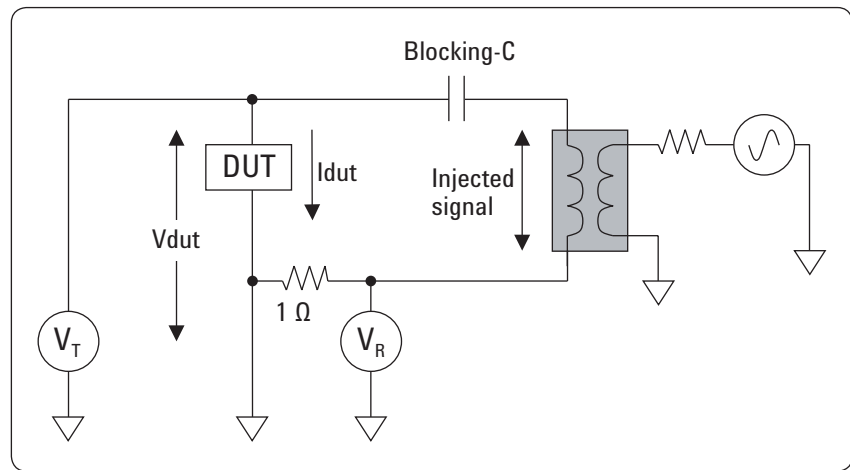 Blocking-C
DUT
Idut
Injected
signal
Vdut
1 Ω
V_T
V_R